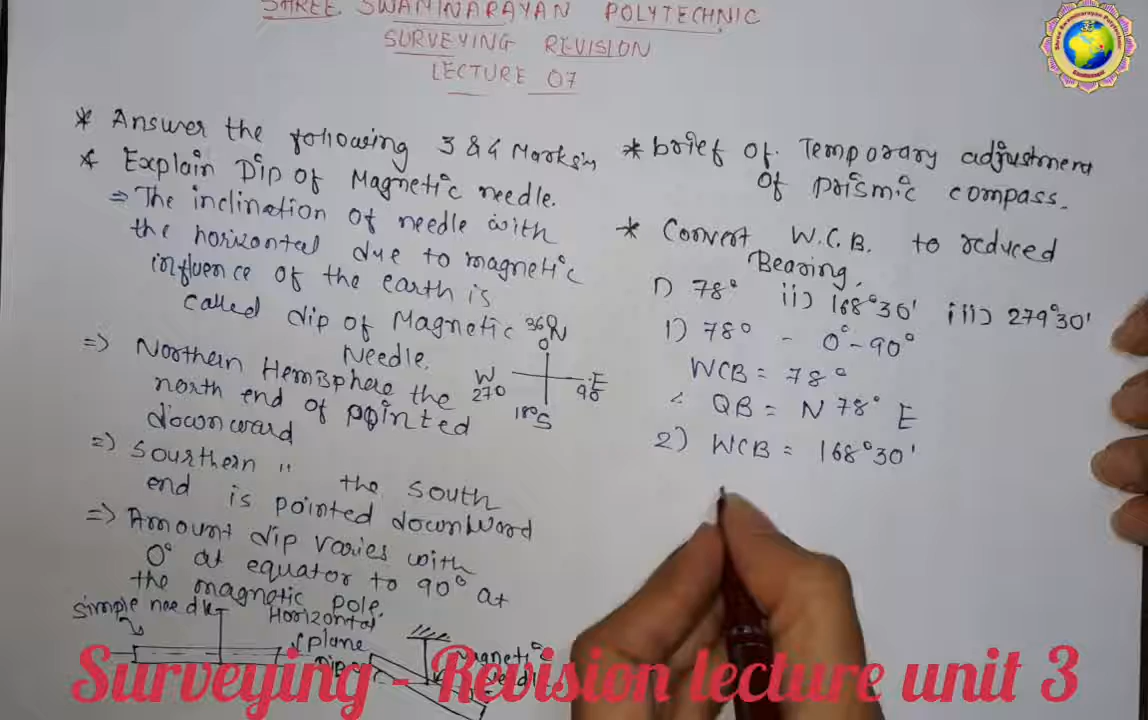 SHREE SWAMINARAYAN POLYTECHNIC
SURVEYING REVISION
LECTURE 07
* Answer the following 3 & 4 Marks
* Explain Dip of Magnetic needle.
⇒ The inclination of needle with
the horizontal due to magnetic
influence of the earth is
called dip of Magnetic
Needle.
360 N
0
W
270
E
90
180
S
⇒ Northern Hemisphere the
north end of pointed
downward
⇒ Sourthern " the south
end is pointed downward
⇒ Amount dip varies with
0° at equator to 90° at
the magnetic pole.
simple needle
Horizontal
plane
Dip
Magnetic
Needle
* brief of Temporary adjustment
of prismic compass.
* Convert W.C.B. to reduced
Bearing.
1) 78° ii) 168°30' iii) 279°30'
1) 78° - 0° - 90°
WCB = 78°
QB = N 78° E
2) WCB = 168°30'
Surveying - Revision lecture unit 3